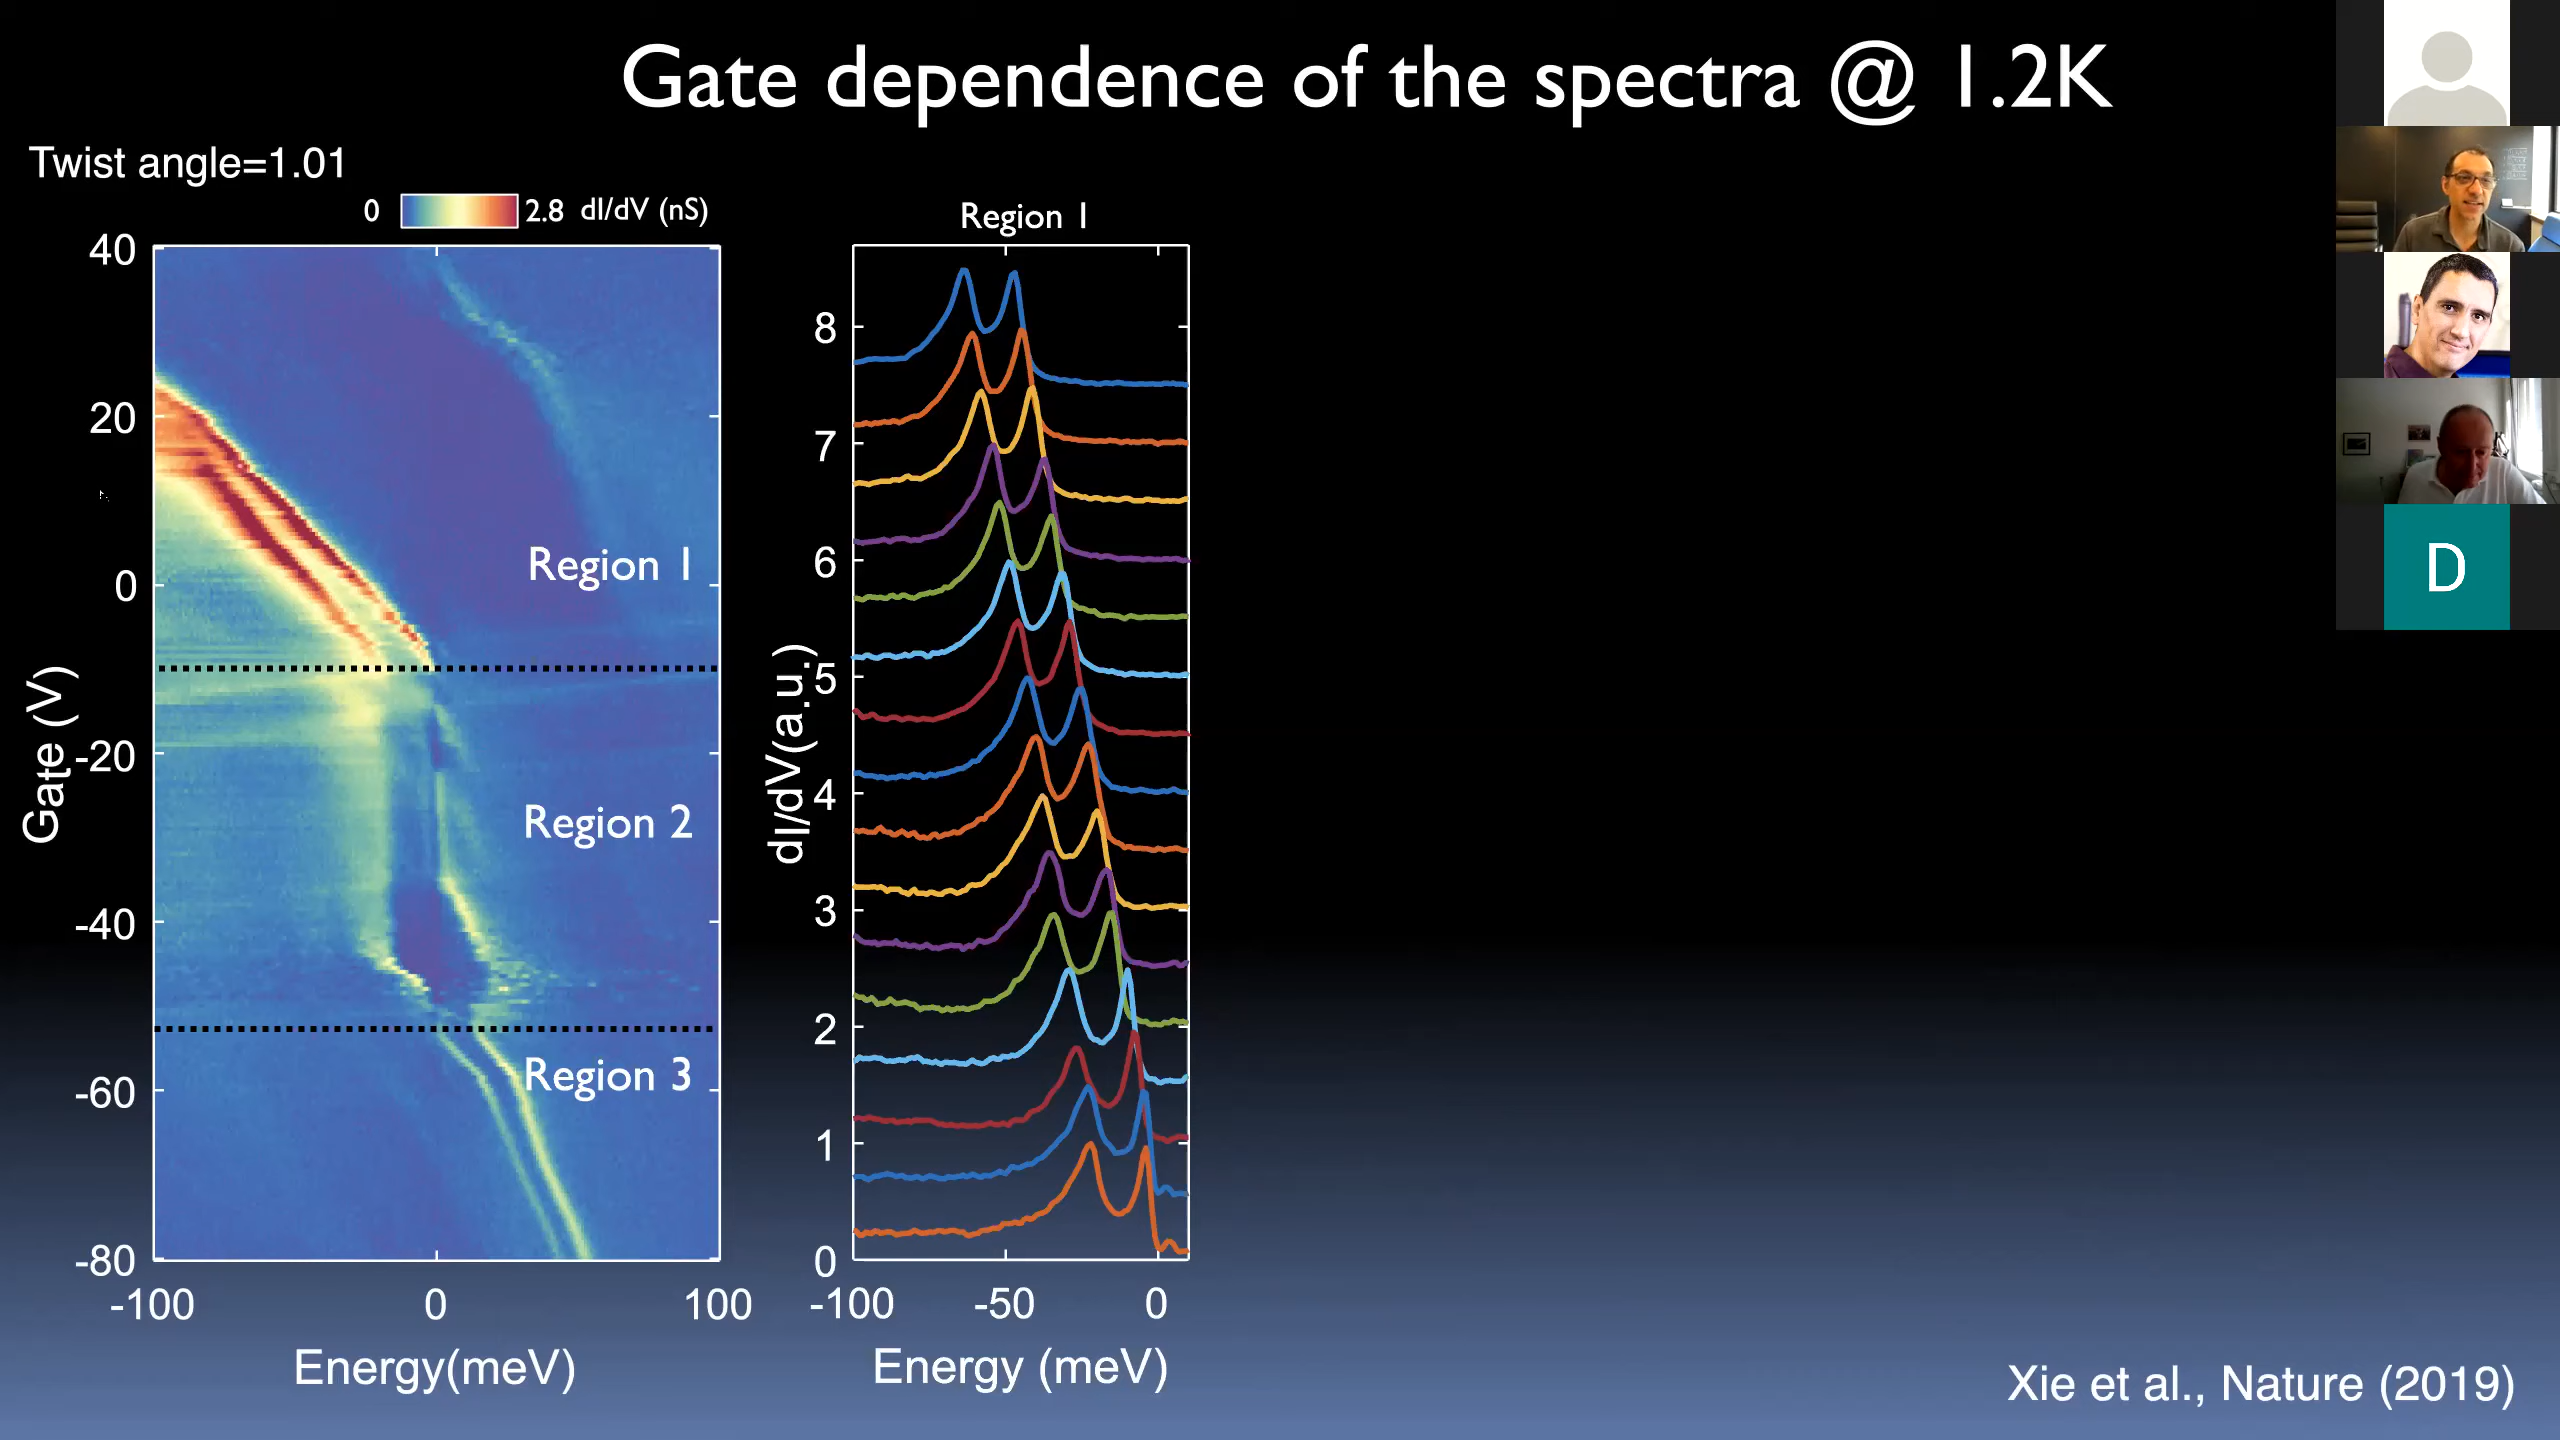 Gate dependence of the spectra @ 1.2K
Twist angle=1.01
0 2.8 dI/dV (nS)
Region 1
40
20
0
-20
-40
-60
-80
Gate (V)
Region 1
Region 2
Region 3
-100 0 100
Energy(meV)
8
7
6
5
4
3
2
1
0
dI/dV(a.u.)
-100 -50 0
Energy (meV)
D
Xie et al., Nature (2019)